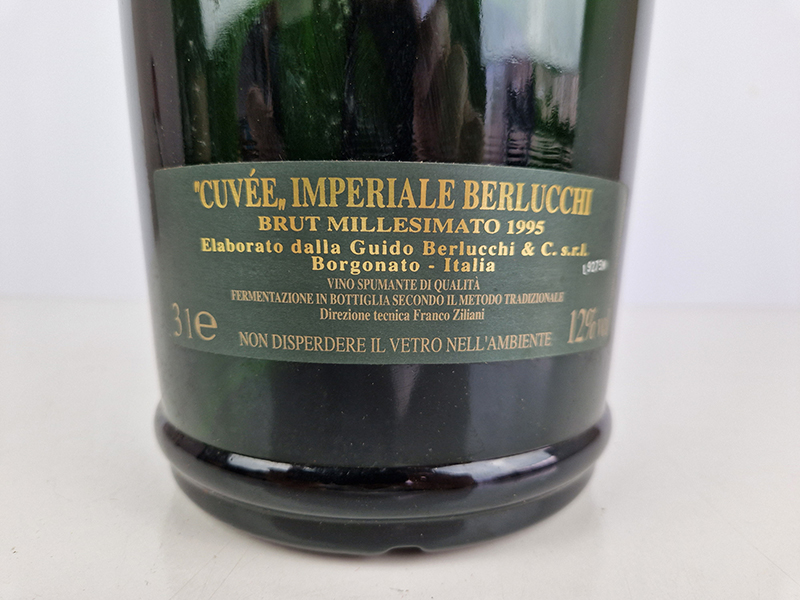 "CUVÉE„ IMPERIALE BERLUCCHI
BRUT MILLESIMATO 1995
Elaborato dalla Guido Berlucchi & C. s.r.l.
Borgonato - Italia
VINO SPUMANTE DI QUALITÀ
FERMENTAZIONE IN BOTTIGLIA SECONDO IL METODO TRADIZIONALE
Direzione tecnica Franco Ziliani
3 l e
12% vol
NON DISPERDERE IL VETRO NELL'AMBIENTE